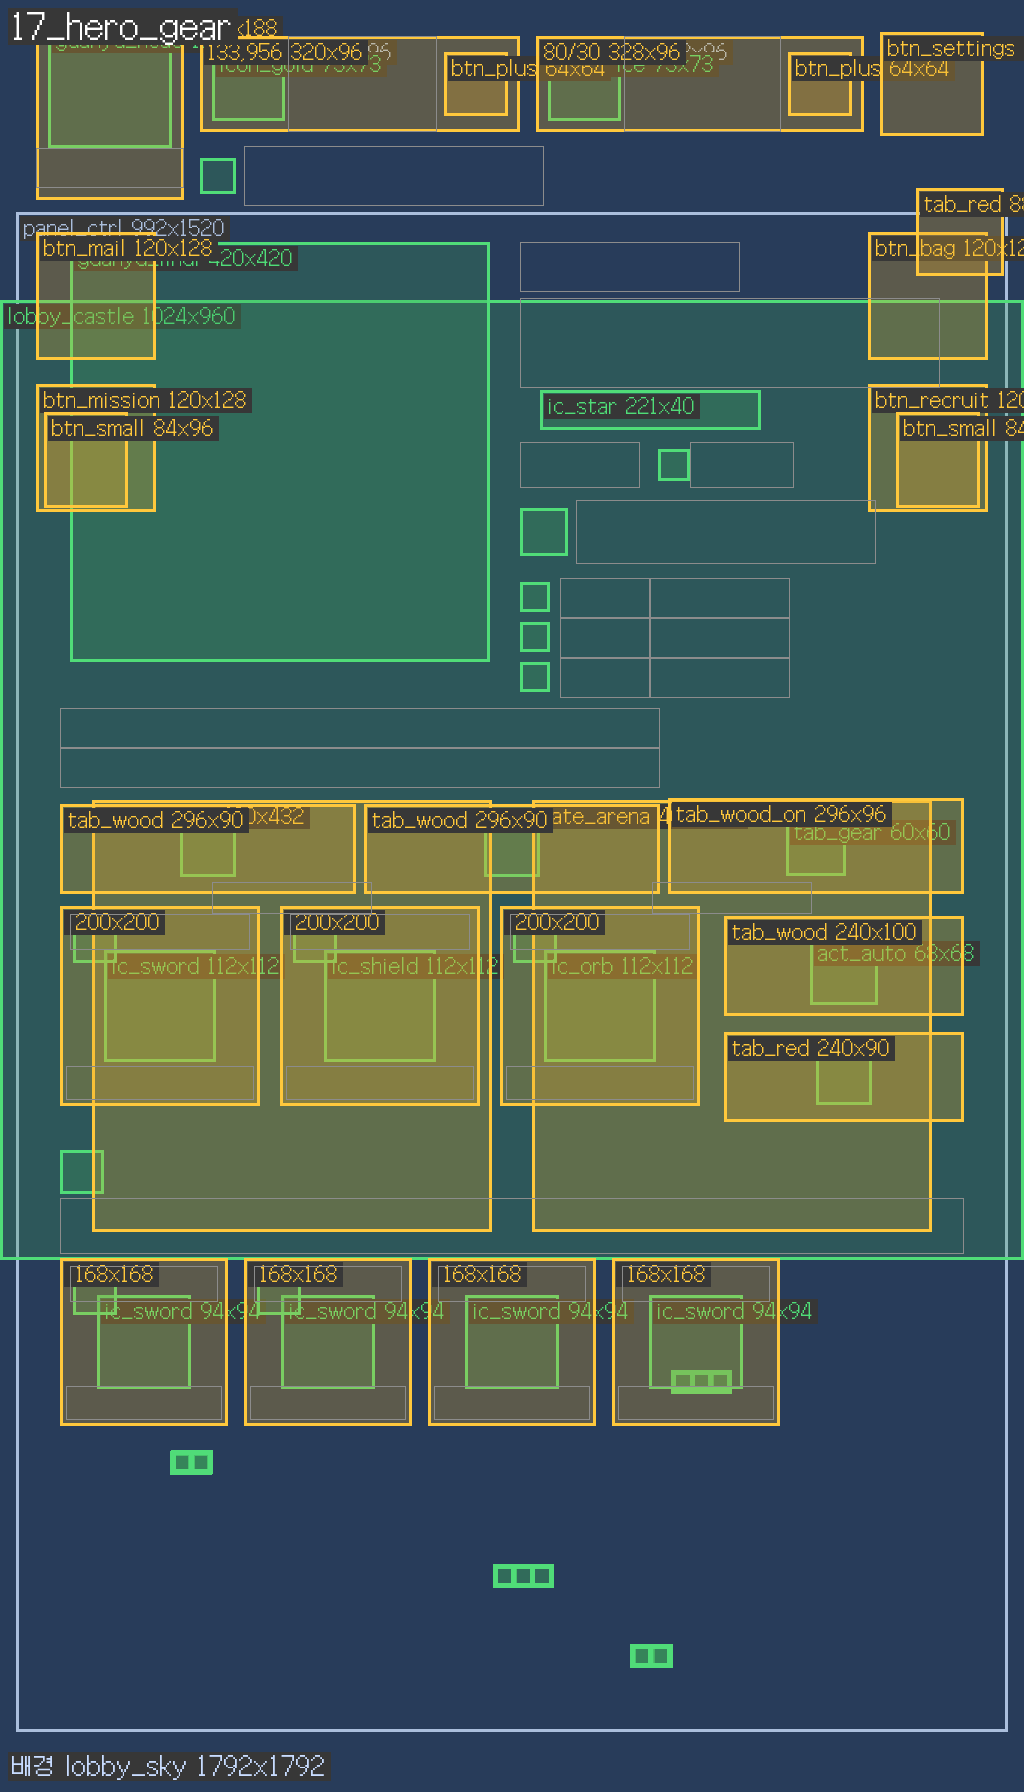 17_hero_gear
x188
133,956 320x96
icon_gold 73x73
btn_plus 64x64
80/30 328x96
73x73
btn_plus 64x64
btn_settings
panel_ctrl 992x1520
tab_red
btn_mail 120x128
420x420
btn_bag
lobby_castle 1024x960
btn_mission 120x128
btn_small 84x96
btn_recruit
btn_small
ic_star 221x40
tab_wood 296x90
tab_wood 296x90
tab_wood_on 296x96
tab_gear 60x60
200x200
200x200
200x200
tab_wood 240x100
act_auto 68x68
ic_sword 112x112
ic_shield 112x112
ic_orb 112x112
tab_red 240x90
168x168
168x168
168x168
168x168
ic_sword 94x94
ic_sword 94x94
ic_sword 94x94
ic_sword 94x94
배경 lobby_sky 1792x1792